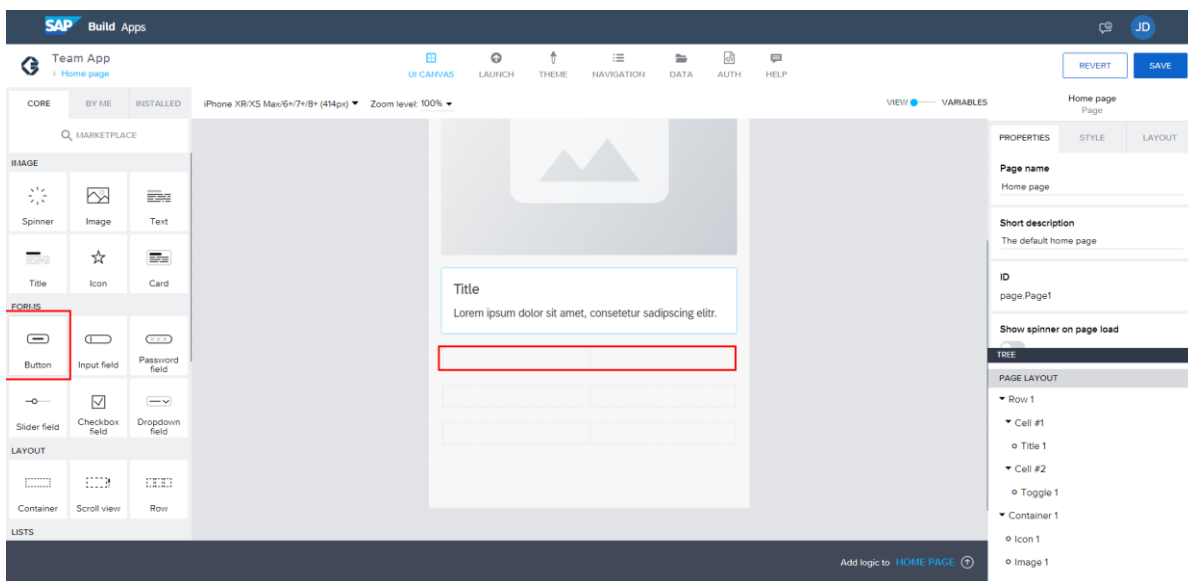 SAP Build Apps
JD
Team App
Home page
UI CANVAS LAUNCH THEME NAVIGATION DATA AUTH HELP
REVERT SAVE
CORE BY ME INSTALLED
iPhone XR/XS Max/6+/7+/8+ (414px) Zoom level: 100%
VIEW VARIABLES
Home page
Page
MARKETPLACE
PROPERTIES STYLE LAYOUT
IMAGE
Page name
Home page
Spinner Image Text
Short description
The default home page
Title Icon Card
ID
page.Page1
Title
Lorem ipsum dolor sit amet, consetetur sadipscing elitr.
FORMS
Show spinner on page load
Button Input field Password field
TREE
PAGE LAYOUT
Row 1
Cell #1
Title 1
Cell #2
Toggle 1
Container 1
Icon 1
Image 1
Slider field Checkbox field Dropdown field
LAYOUT
Container Scroll view Row
LISTS
Add logic to HOME PAGE